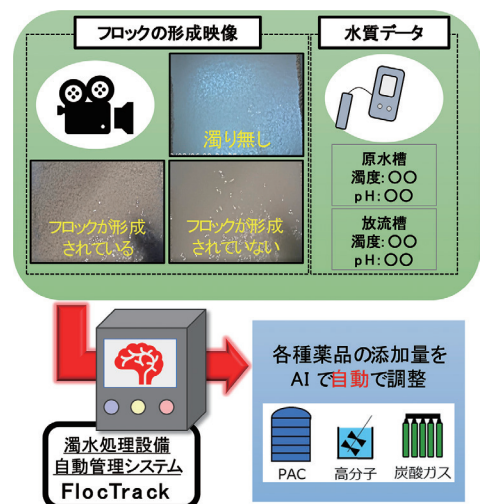 フロックの形成映像
水質データ
濁り無し
フロックが形成
されている
フロックが形成
されていない
原水槽
濁度:〇〇
pH:〇〇
放流槽
濁度:〇〇
pH:〇〇
濁水処理設備
自動管理システム
FlocTrack
各種薬品の添加量を
AIで自動で調整
PAC
高分子
炭酸ガス